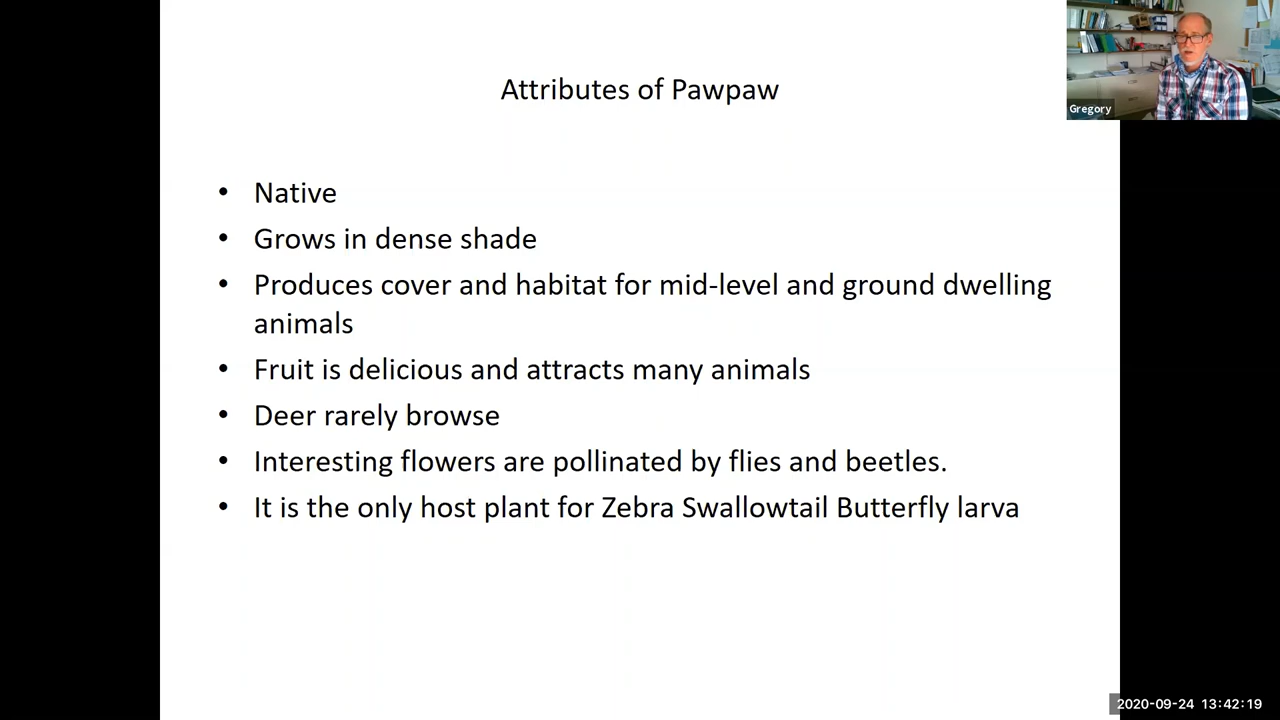 Attributes of Pawpaw
Gregory
• Native
• Grows in dense shade
• Produces cover and habitat for mid-level and ground dwelling
animals
• Fruit is delicious and attracts many animals
• Deer rarely browse
• Interesting flowers are pollinated by flies and beetles.
• It is the only host plant for Zebra Swallowtail Butterfly larva
2020-09-24 13:42:19